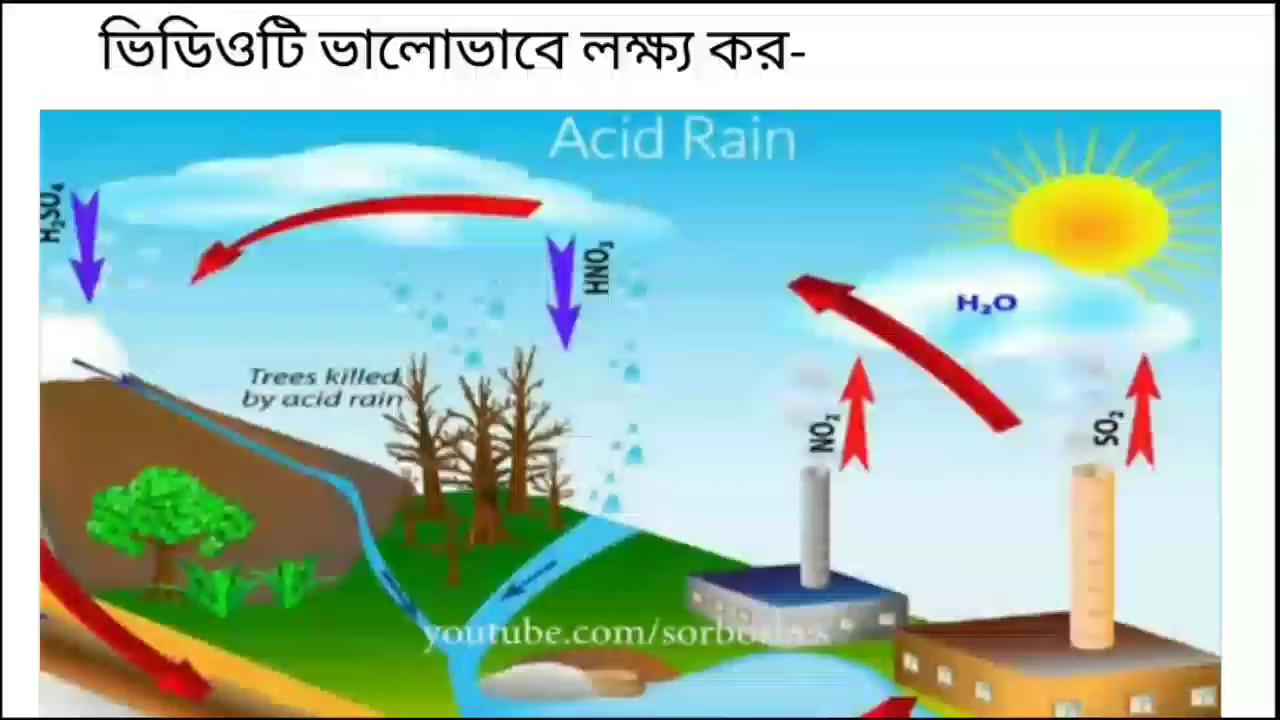 ভিডিওটি ভালোভাবে লক্ষ্য কর-
Acid Rain
H₂SO₄
HNO₃
H₂O
Trees killed
by acid rain
NO₂
SO₂